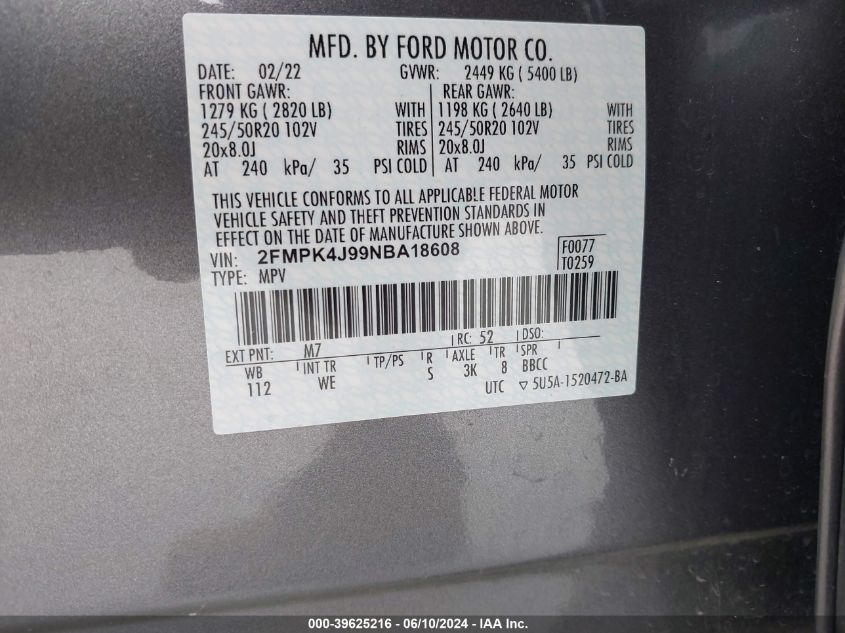 MFD. BY FORD MOTOR CO.
DATE: 02/22 GVWR: 2449 KG ( 5400 LB)
FRONT GAWR: REAR GAWR:
1279 KG ( 2820 LB) WITH 1198 KG ( 2640 LB) WITH
245/50R20 102V TIRES 245/50R20 102V TIRES
20x8.0J RIMS 20x8.0J RIMS
AT 240 kPa/ 35 PSI COLD AT 240 kPa/ 35 PSI COLD
THIS VEHICLE CONFORMS TO ALL APPLICABLE FEDERAL MOTOR
VEHICLE SAFETY AND THEFT PREVENTION STANDARDS IN
EFFECT ON THE DATE OF MANUFACTURE SHOWN ABOVE.
VIN: 2FMPK4J99NBA18608 F0077
TYPE: MPV T0259
EXT PNT: M7 RC: 52 DSO:
WB INT TR TP/PS R AXLE TR SPR
112 WE S 3K 8 BBCC
UTC ▽ 5U5A-1520472-BA
000-39625216 - 06/10/2024 - IAA Inc.